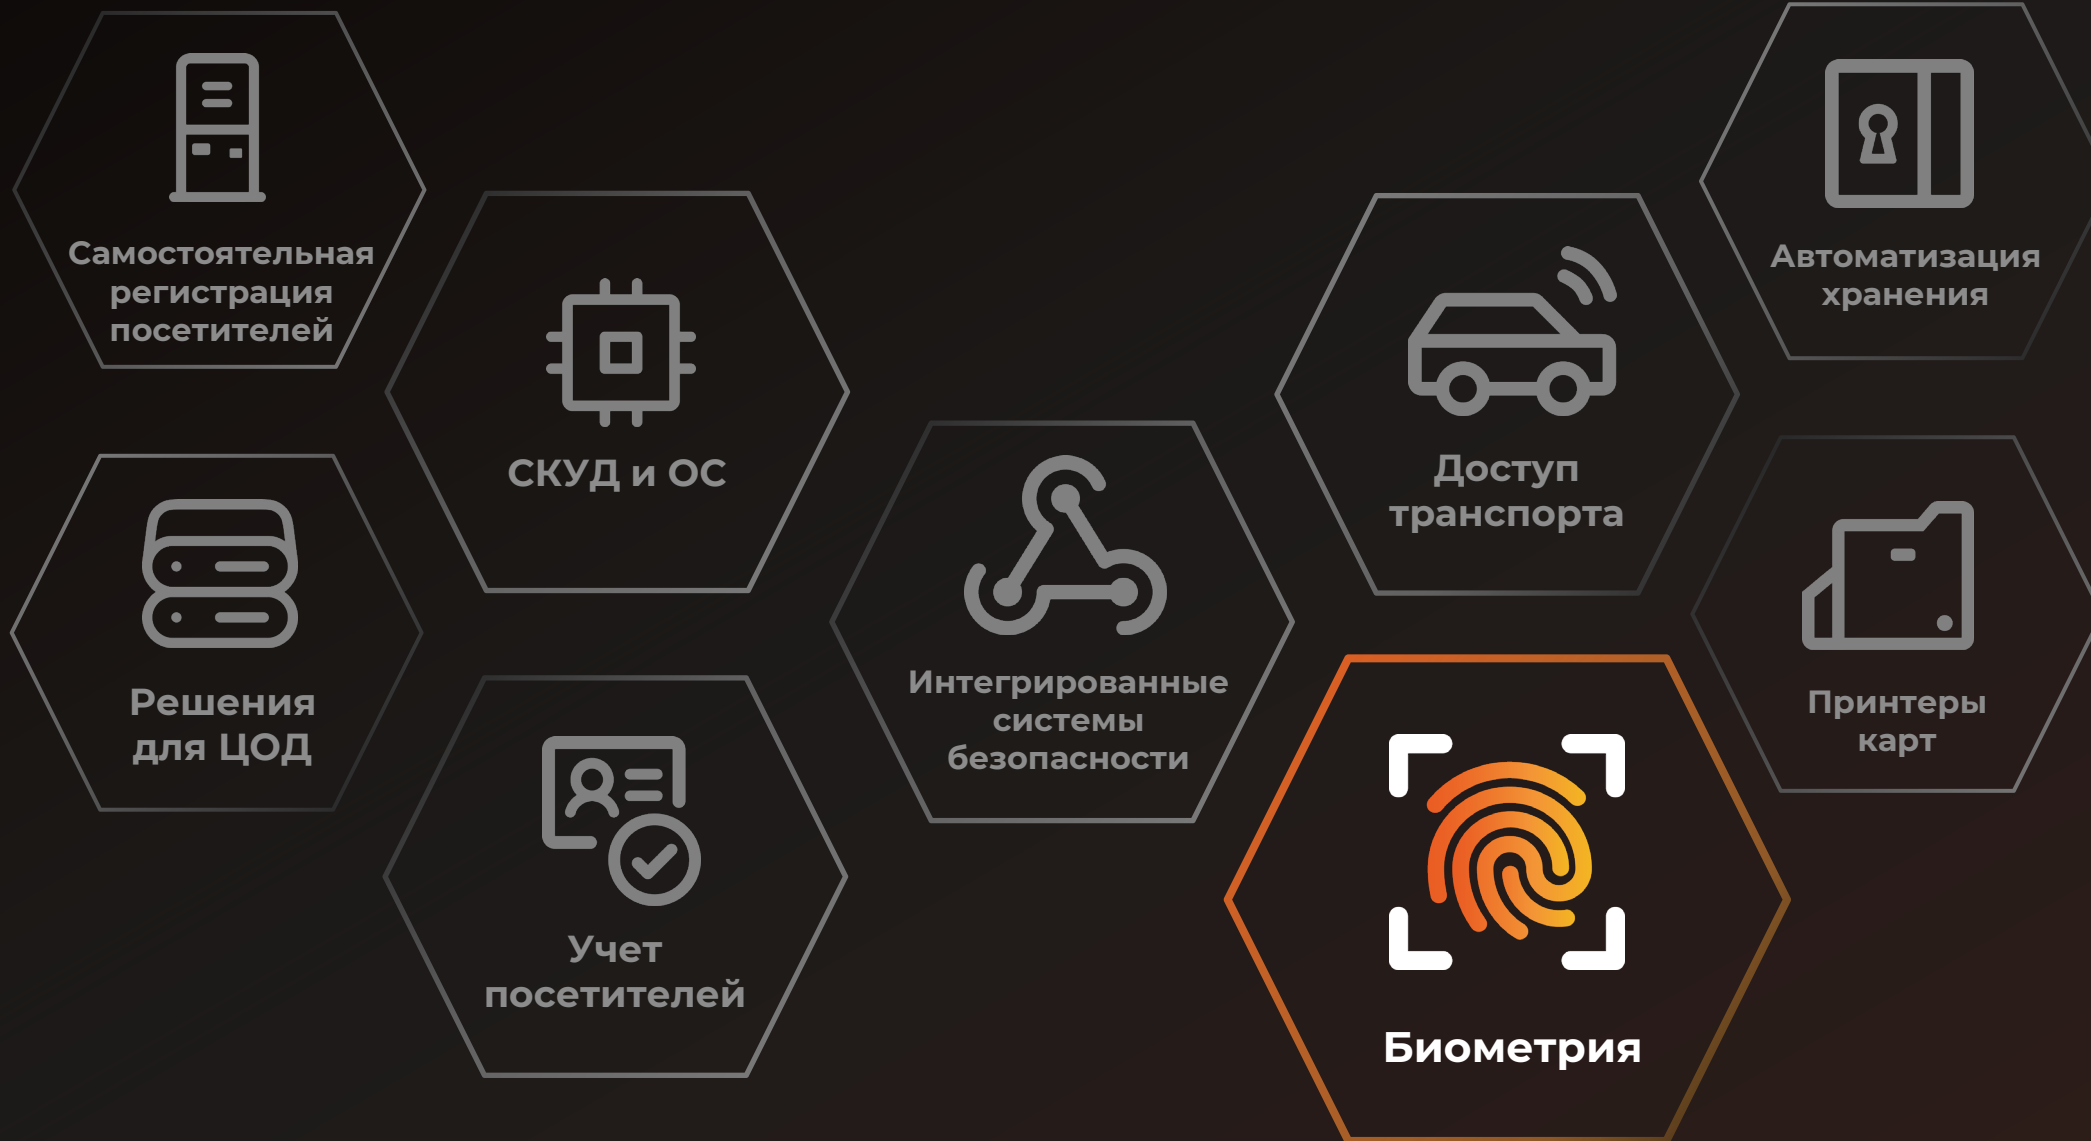 Самостоятельная
регистрация
посетителей
СКУД и ОС
Решения
для ЦОД
Учет
посетителей
Интегрированные
системы
безопасности
Доступ
транспорта
Автоматизация
хранения
Принтеры
карт
Биометрия